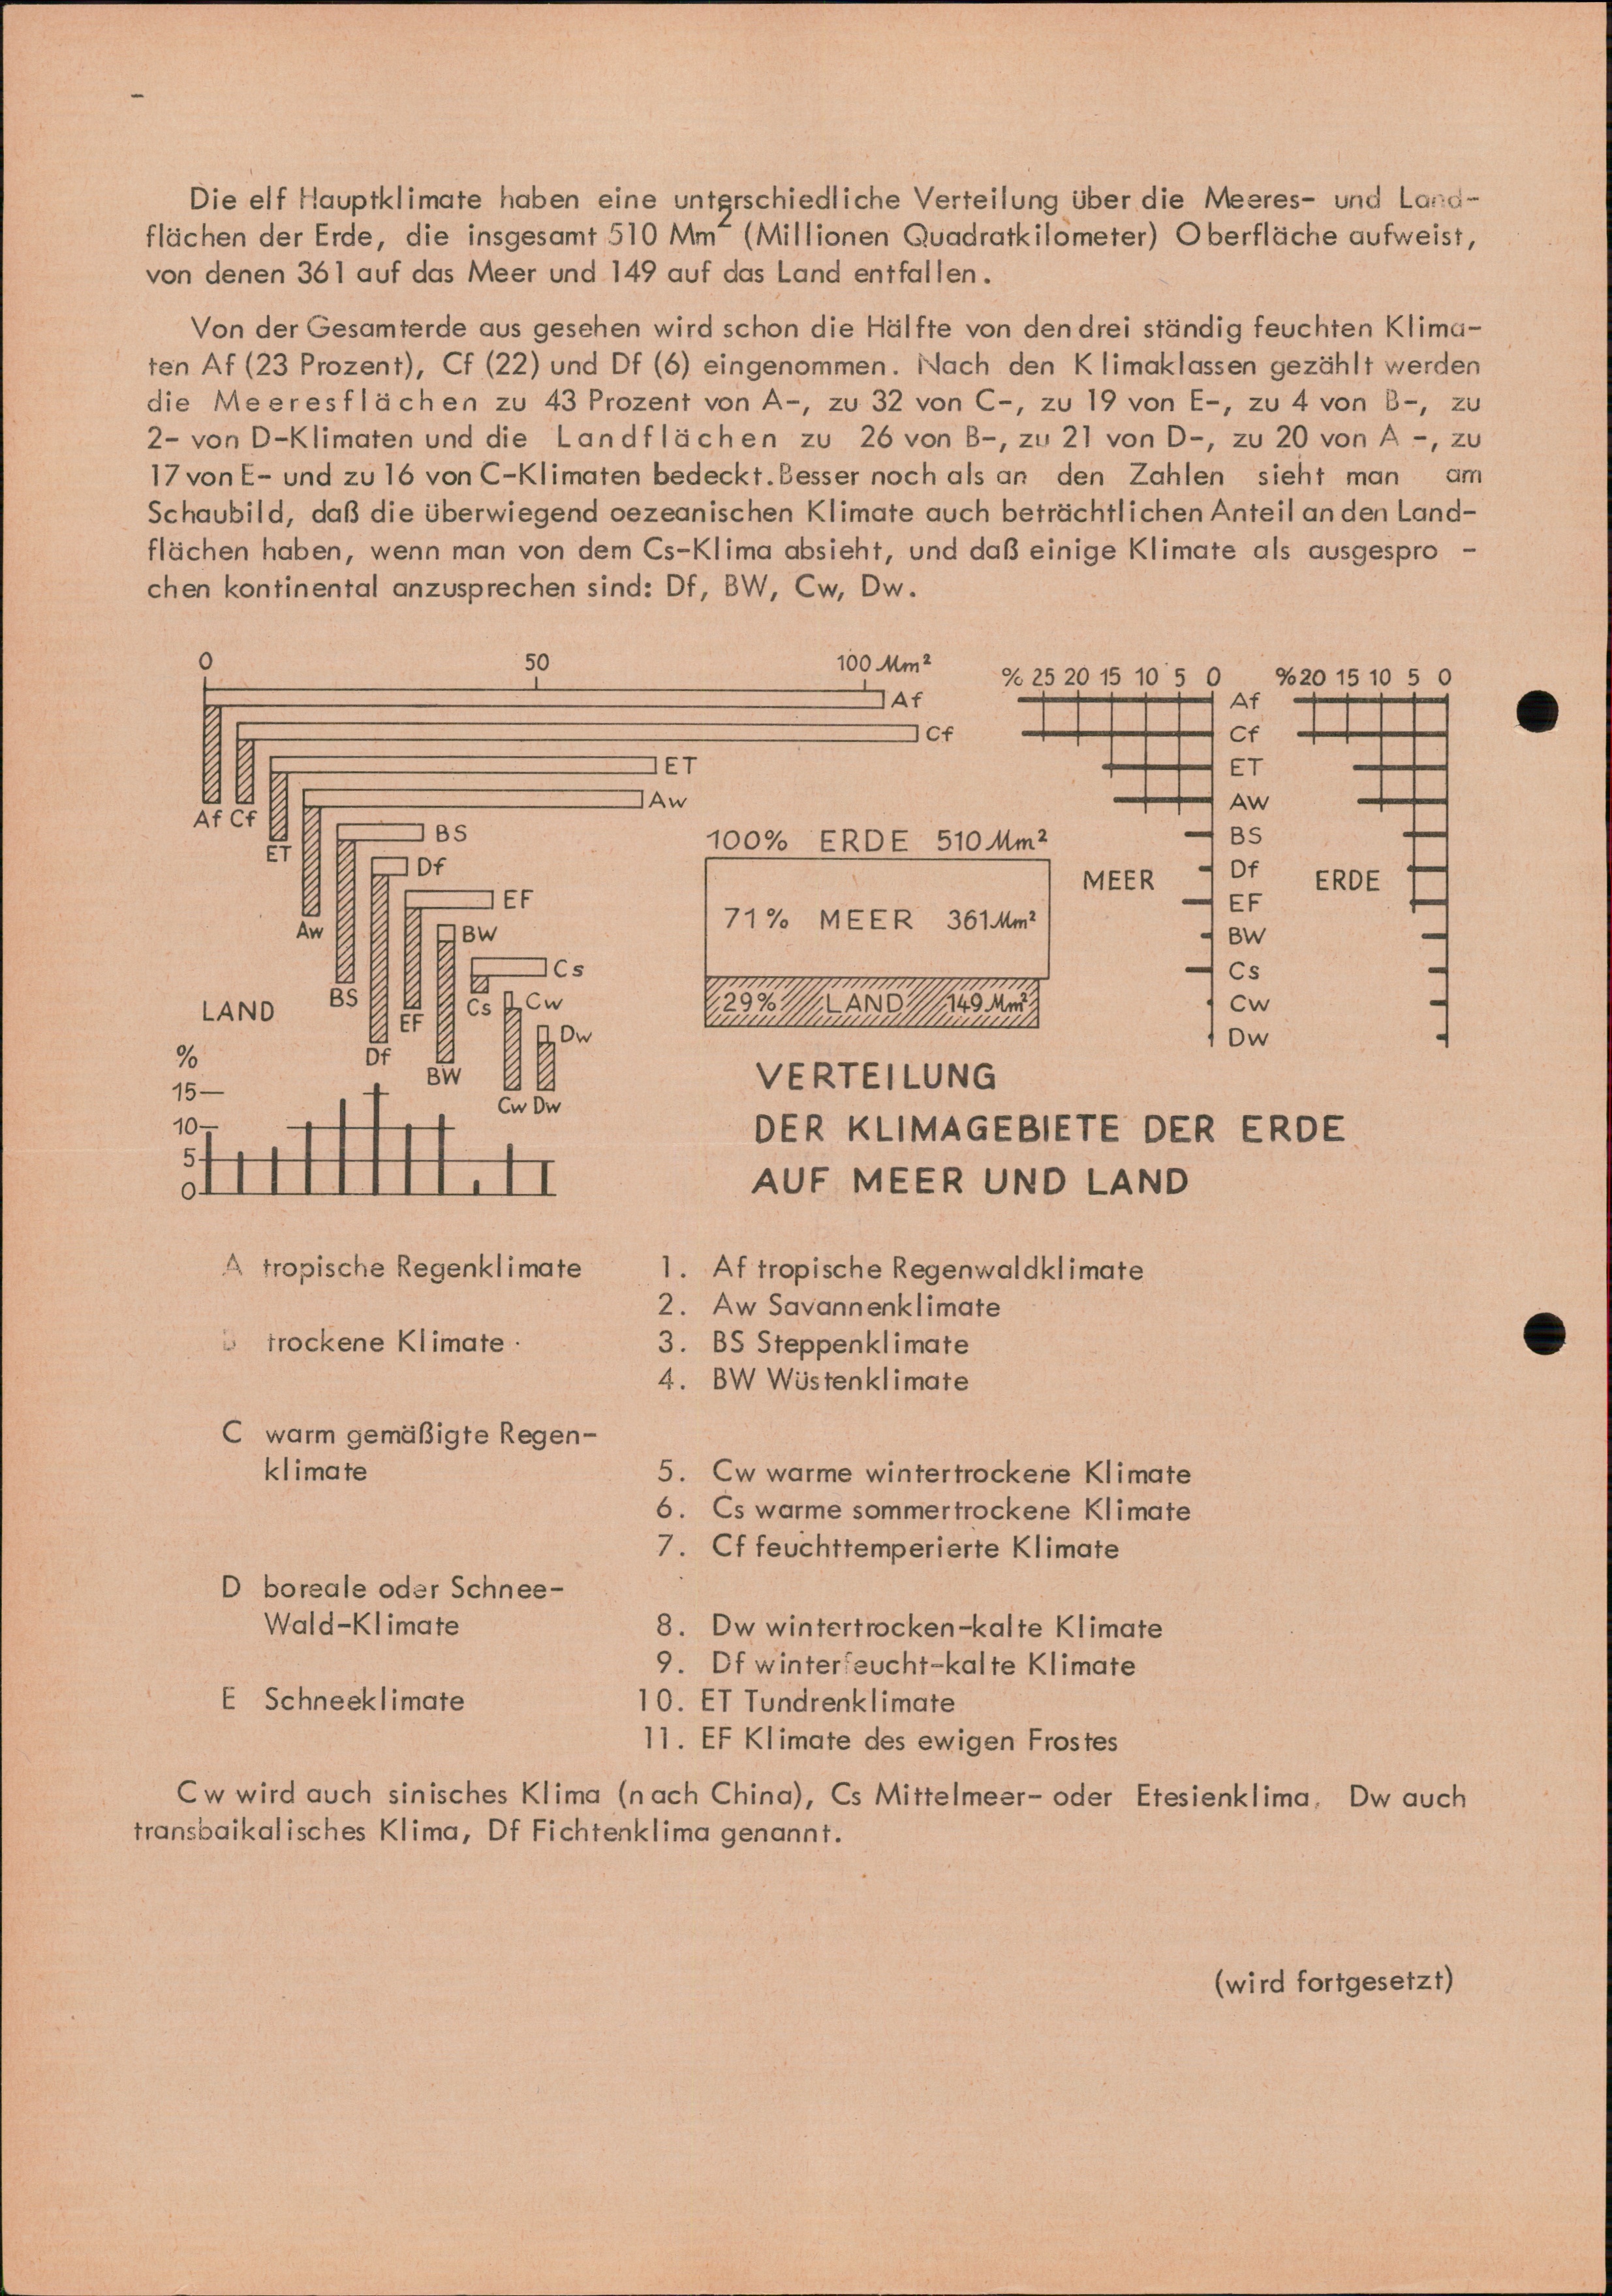 Die elf Hauptklimate haben eine unterschiedliche Verteilung über die Meeres- und Land-
flächen der Erde, die insgesamt 510 Mm² (Millionen Quadratkilometer) Oberfläche aufweist,
von denen 361 auf das Meer und 149 auf das Land entfallen.
Von der Gesamterde aus gesehen wird schon die Hälfte von den drei ständig feuchten Klima-
ten Af (23 Prozent), Cf (22) und Df (6) eingenommen. Nach den Klimaklassen gezählt werden
die Meeresflächen zu 43 Prozent von A-, zu 32 von C-, zu 19 von E-, zu 4 von B-, zu
2- von D-Klimaten und die Landflächen zu 26 von B-, zu 21 von D-, zu 20 von A -, zu
17 von E- und zu 16 von C-Klimaten bedeckt. Besser noch als an den Zahlen sieht man am
Schaubild, daß die überwiegend oezeanischen Klimate auch beträchtlichen Anteil an den Land-
flächen haben, wenn man von dem Cs-Klima absieht, und daß einige Klimate als ausgespro -
chen kontinental anzusprechen sind: Df, BW, Cw, Dw.
0 50 100 Mm²
Af
Cf
ET
Aw
BS
Df
EF
BW
Cs
Cw
Dw
Af Cf
ET
Aw
BS
Df
EF
BW
Cs
Cw Dw
LAND
%
15
10
5
0
% 25 20 15 10 5 0
% 20 15 10 5 0
Af
Cf
ET
AW
BS
Df
EF
BW
Cs
Cw
Dw
MEER
ERDE
100% ERDE 510 Mm²
71% MEER 361 Mm²
29% LAND 149 Mm²
VERTEILUNG
DER KLIMAGEBIETE DER ERDE
AUF MEER UND LAND
A tropische Regenklimate 1. Af tropische Regenwaldklimate
2. Aw Savannenklimate
B trockene Klimate 3. BS Steppenklimate
4. BW Wüstenklimate
C warm gemäßigte Regen-
klimate 5. Cw warme wintertrockene Klimate
6. Cs warme sommertrockene Klimate
7. Cf feuchttemperierte Klimate
D boreale oder Schnee-
Wald-Klimate 8. Dw wintertrocken-kalte Klimate
9. Df winterfeucht-kalte Klimate
E Schneeklimate 10. ET Tundrenklimate
11. EF Klimate des ewigen Frostes
Cw wird auch sinisches Klima (nach China), Cs Mittelmeer- oder Etesienklima, Dw auch
transbaikalisches Klima, Df Fichtenklima genannt.
(wird fortgesetzt)